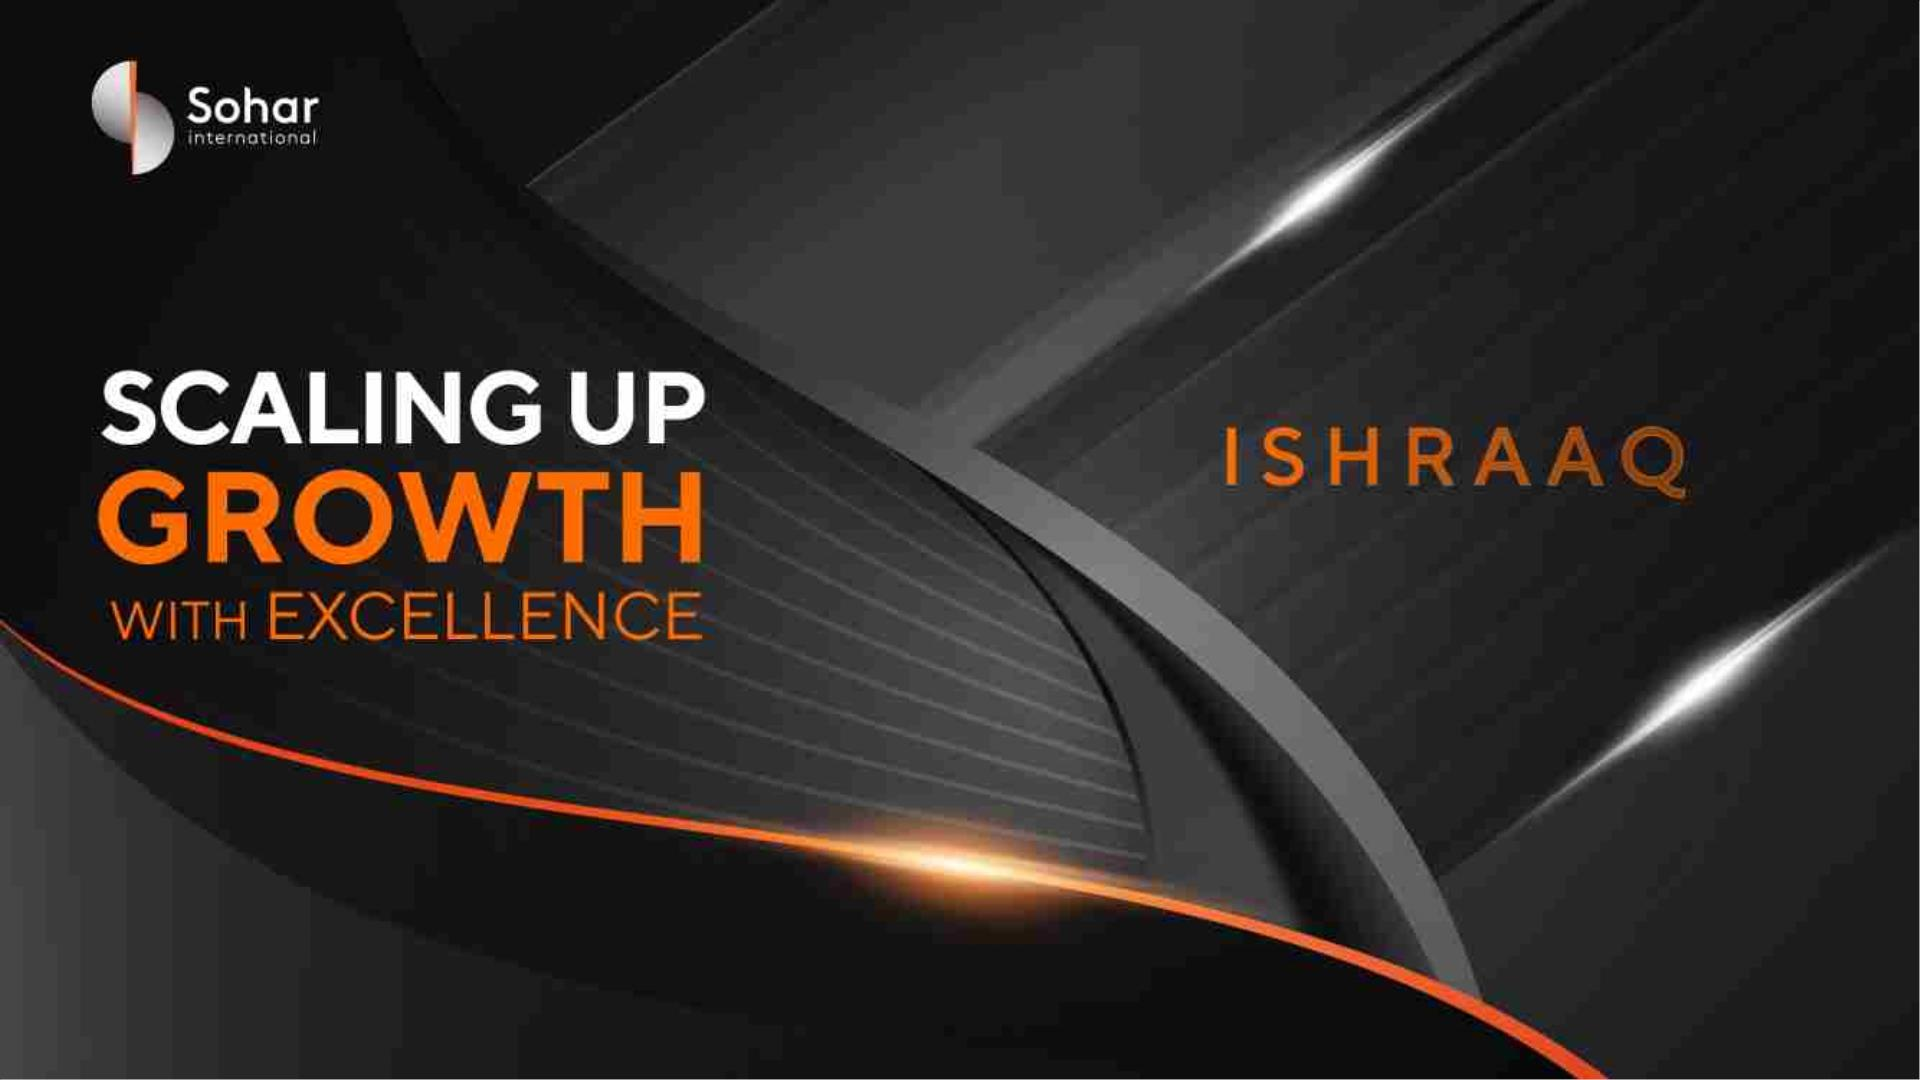 Sohar
international
SCALING UP
GROWTH
WITH EXCELLENCE
ISHRAAQ